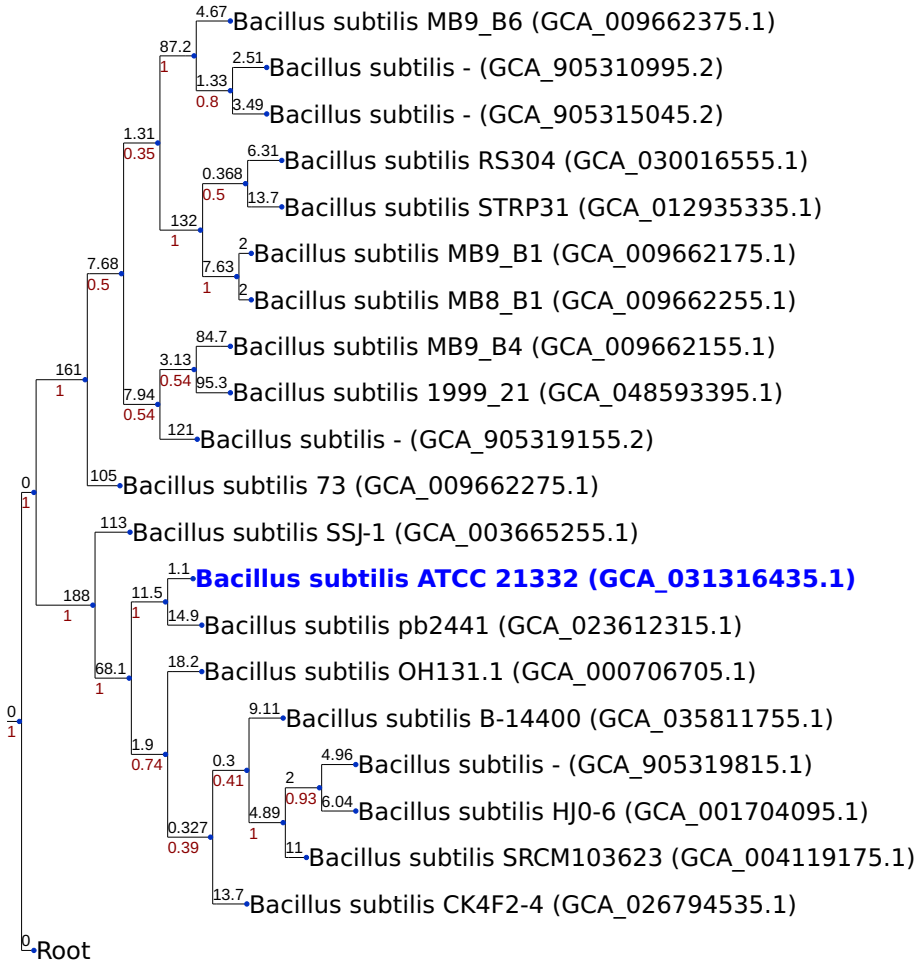 4.67 Bacillus subtilis MB9_B6 (GCA_009662375.1)
87.2
1
2.51 Bacillus subtilis - (GCA_905310995.2)
1.33
0.8
3.49 Bacillus subtilis - (GCA_905315045.2)
1.31
0.35
6.31 Bacillus subtilis RS304 (GCA_030016555.1)
0.368
0.5
13.7 Bacillus subtilis STRP31 (GCA_012935335.1)
132
1
2 Bacillus subtilis MB9_B1 (GCA_009662175.1)
7.63
1
2 Bacillus subtilis MB8_B1 (GCA_009662255.1)
7.68
0.5
84.7 Bacillus subtilis MB9_B4 (GCA_009662155.1)
3.13
0.54
95.3 Bacillus subtilis 1999_21 (GCA_048593395.1)
7.94
0.54
121 Bacillus subtilis - (GCA_905319155.2)
161
1
105 Bacillus subtilis 73 (GCA_009662275.1)
0
1
113 Bacillus subtilis SSJ-1 (GCA_003665255.1)
1.1 Bacillus subtilis ATCC 21332 (GCA_031316435.1)
11.5
1
14.9 Bacillus subtilis pb2441 (GCA_023612315.1)
188
1
68.1
1
18.2 Bacillus subtilis OH131.1 (GCA_000706705.1)
9.11 Bacillus subtilis B-14400 (GCA_035811755.1)
0
1
1.9
0.74
0.3
0.41
4.96 Bacillus subtilis - (GCA_905319815.1)
2
0.93
6.04 Bacillus subtilis HJ0-6 (GCA_001704095.1)
4.89
1
0.327
0.39
11 Bacillus subtilis SRCM103623 (GCA_004119175.1)
13.7 Bacillus subtilis CK4F2-4 (GCA_026794535.1)
0 Root